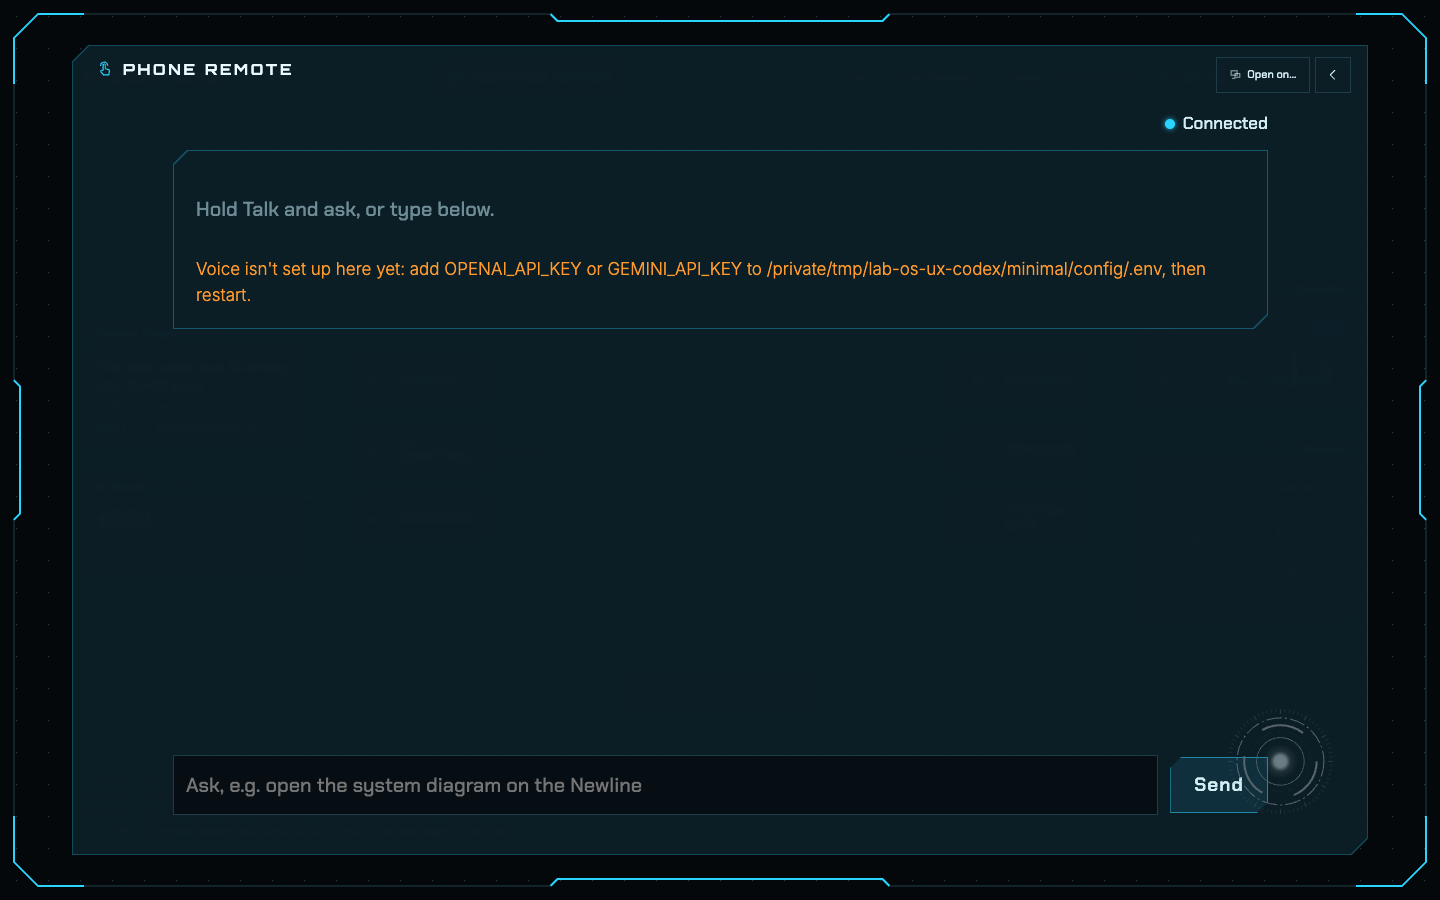 PHONE REMOTE
Open on...
Connected
Hold Talk and ask, or type below.
Voice isn't set up here yet: add OPENAI_API_KEY or GEMINI_API_KEY to /private/tmp/lab-os-ux-codex/minimal/config/.env, then
restart.
Ask, e.g. open the system diagram on the Newline
Send